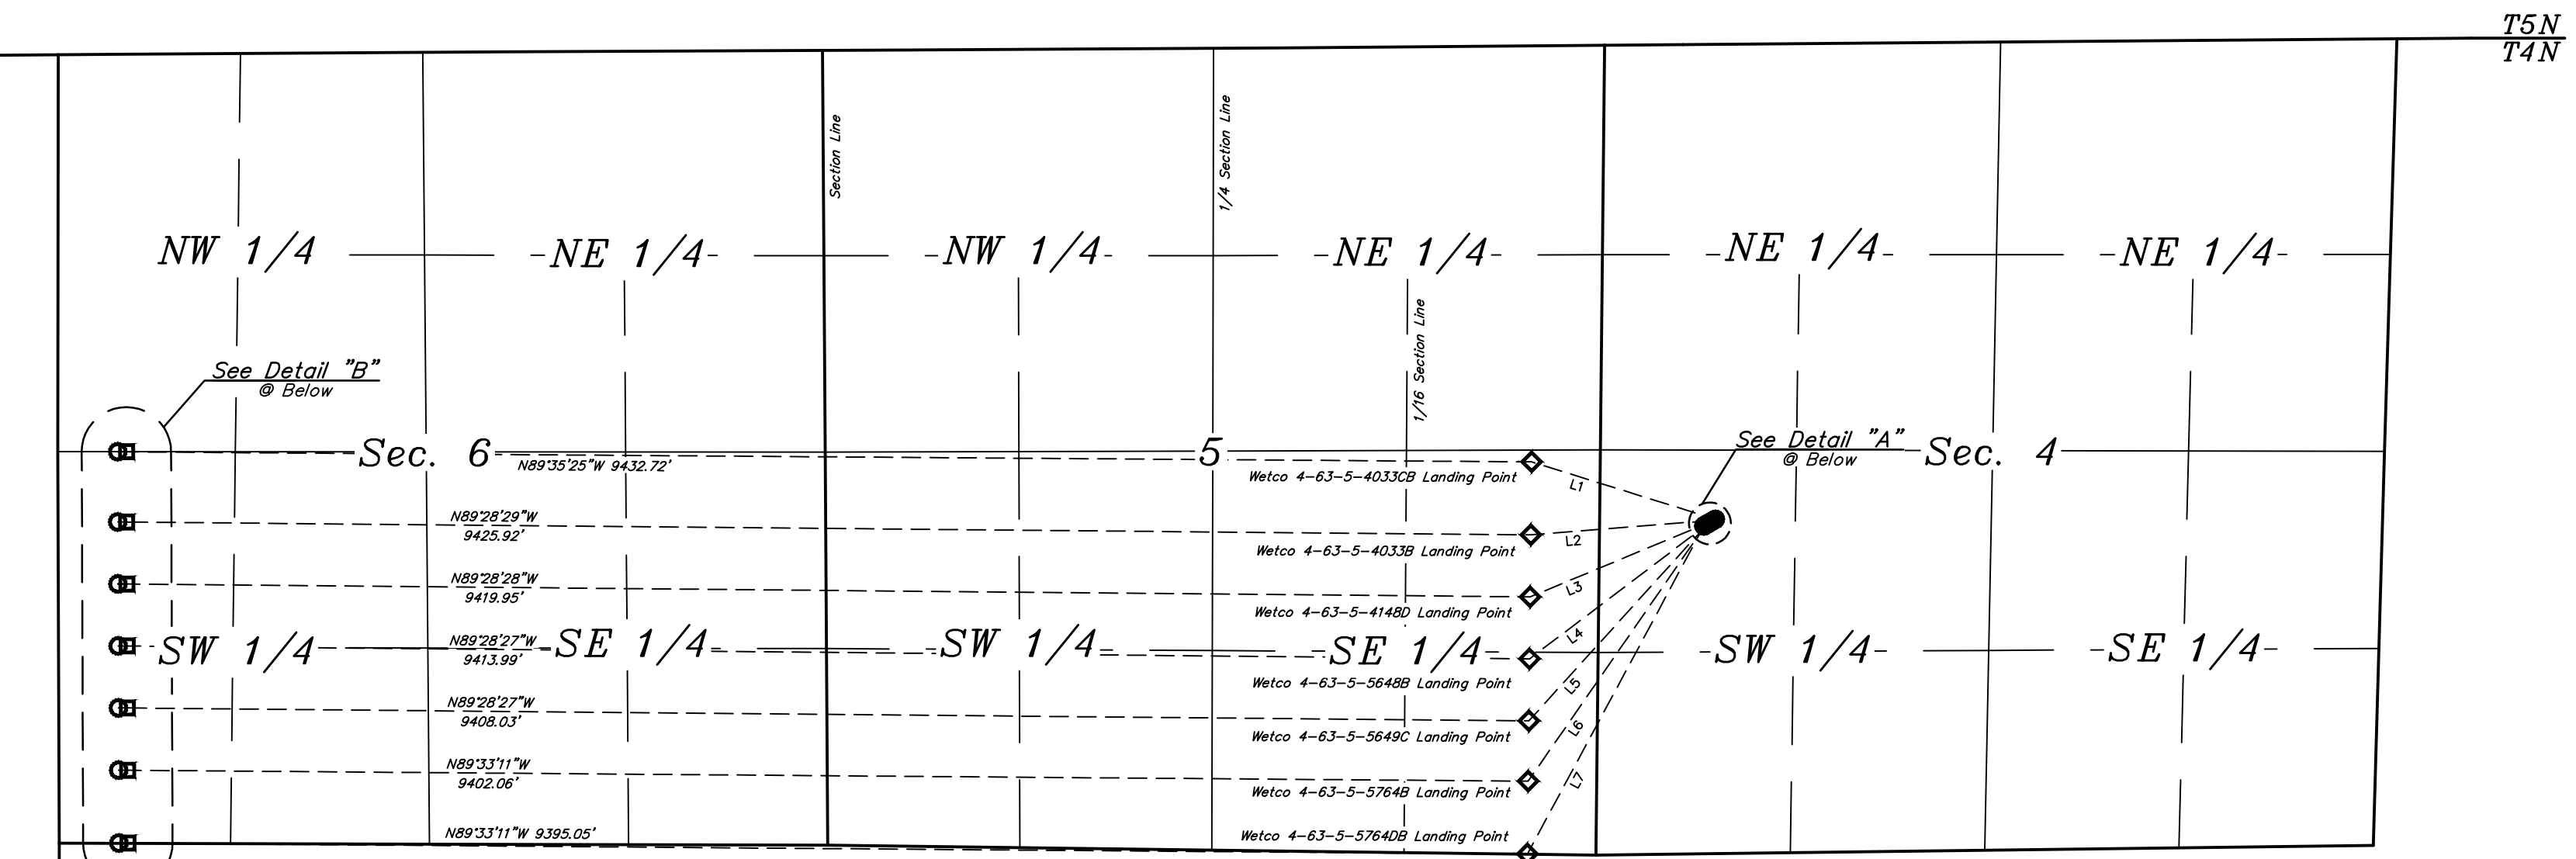 T5N
T4N
Section Line
1/4 Section Line
NW 1/4
NE 1/4
NW 1/4
NE 1/4
NE 1/4
NE 1/4
1/16 Section Line
See Detail "B"
@ Below
See Detail "A"
@ Below
Sec. 6
5
Sec. 4
N89°35'25"W 9432.72'
Wetco 4-63-5-4033CB Landing Point
L1
N89°28'29"W
9425.92'
Wetco 4-63-5-4033B Landing Point
L2
N89°28'28"W
9419.95'
Wetco 4-63-5-4148D Landing Point
L3
SW 1/4
N89°28'27"W
9413.99'
SE 1/4
SW 1/4
SE 1/4
L4
SW 1/4
SE 1/4
Wetco 4-63-5-5648B Landing Point
L5
N89°28'27"W
9408.03'
Wetco 4-63-5-5649C Landing Point
L6
N89°33'11"W
9402.06'
Wetco 4-63-5-5764B Landing Point
L7
N89°33'11"W 9395.05'
Wetco 4-63-5-5764DB Landing Point